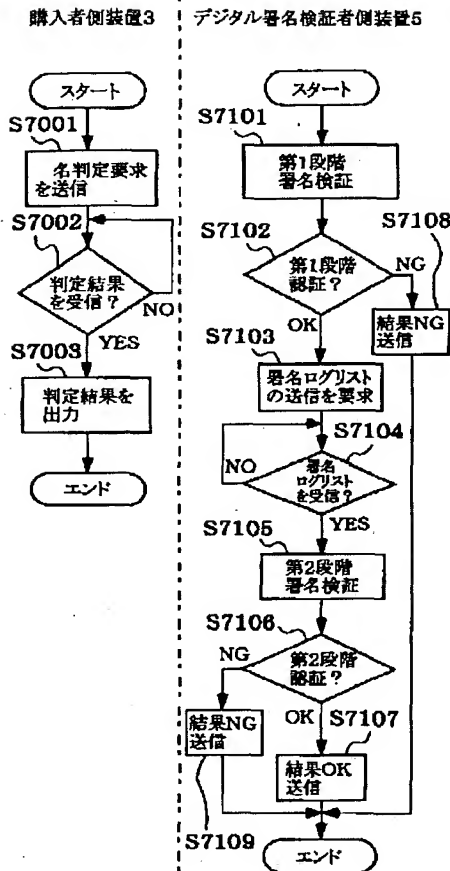 購入者側装置3
スタート
S7001
名判定要求
を送信
S7002
判定結果
を受信?
NO
YES
S7003
判定結果を
出力
エンド
デジタル署名検証者側装置5
スタート
S7101
第1段階
署名検証
S7102
第1段階
認証?
NG
S7108
結果NG
送信
OK
S7103
署名ログリスト
の送信を要求
S7104
署名
ログリスト
を受信?
NO
YES
S7105
第2段階
署名検証
S7106
第2段階
認証?
NG
結果NG
送信
S7109
OK
S7107
結果OK
送信
エンド